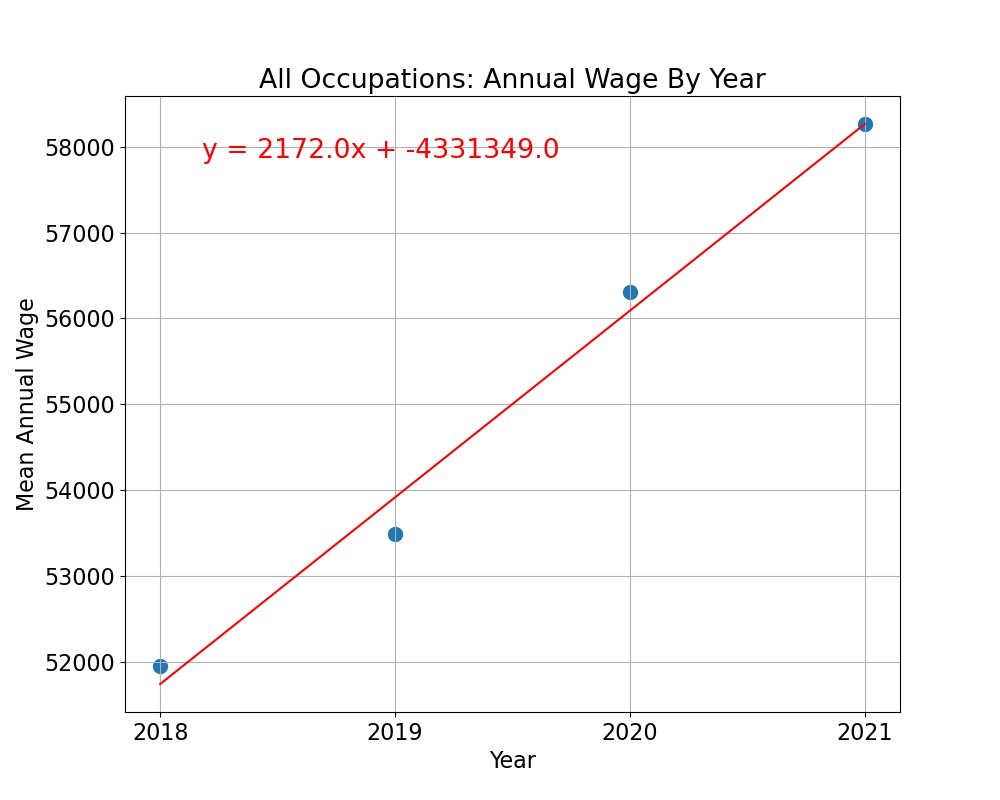 All Occupations: Annual Wage By Year
y = 2172.0x + -4331349.0
58000
57000
56000
55000
54000
53000
52000
Mean Annual Wage
2018 2019 2020 2021
Year